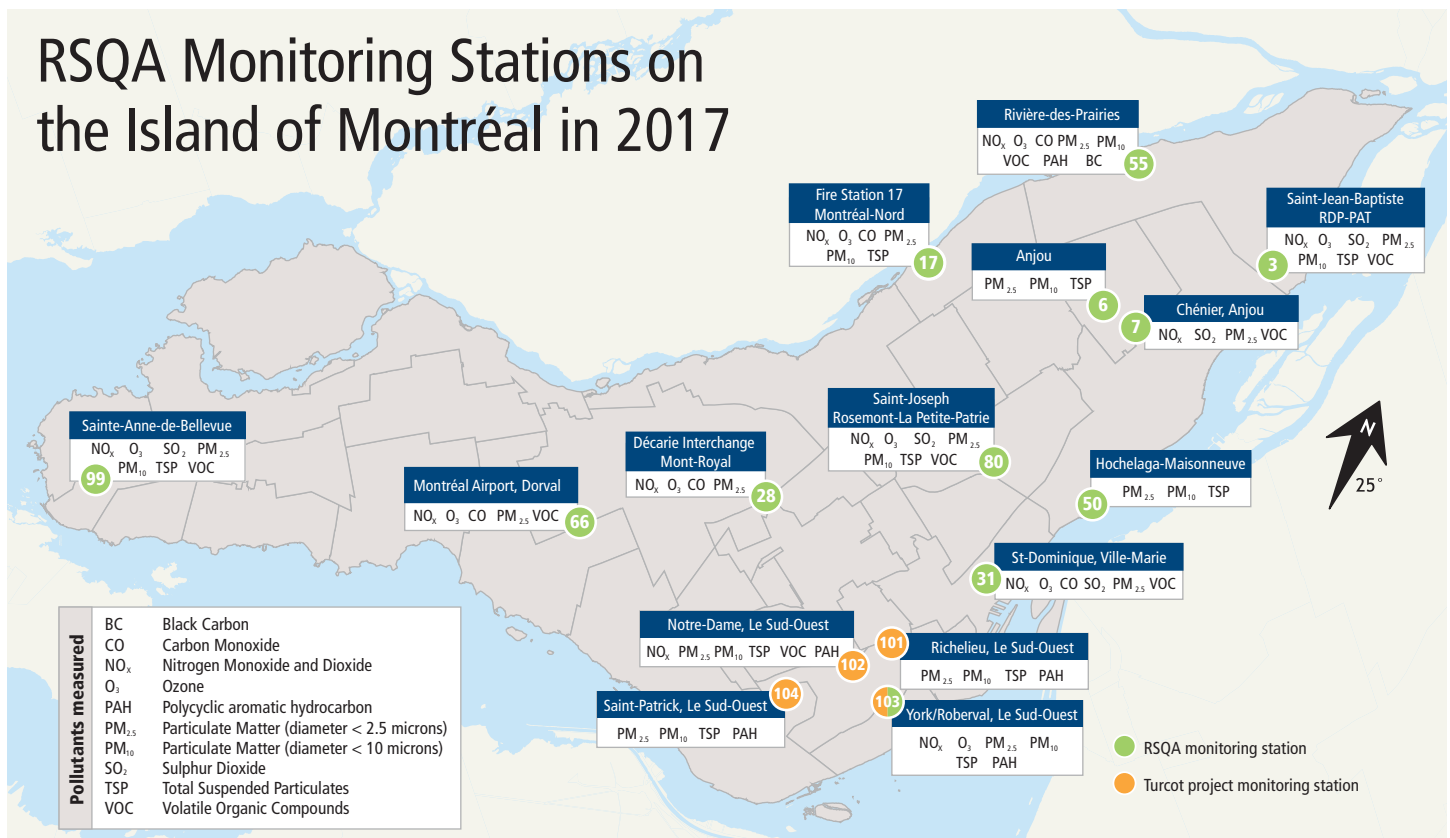 RSQA Monitoring Stations on
the Island of Montréal in 2017
Rivière-des-Prairies
NOX O3 CO PM2.5 PM10
VOC PAH BC
55
Fire Station 17
Montréal-Nord
NOX O3 CO PM2.5
PM10 TSP
17
Saint-Jean-Baptiste
RDP-PAT
NOX O3 SO2 PM2.5
PM10 TSP VOC
3
Anjou
PM2.5 PM10 TSP
6
Chénier, Anjou
NOX SO2 PM2.5 VOC
7
Saint-Joseph
Rosemont-La Petite-Patrie
NOX O3 SO2 PM2.5
PM10 TSP VOC
80
Sainte-Anne-de-Bellevue
NOX O3 SO2 PM2.5
PM10 TSP VOC
99
Décarie Interchange
Mont-Royal
NOX O3 CO PM2.5
28
Montréal Airport, Dorval
NOX O3 CO PM2.5 VOC
66
Hochelaga-Maisonneuve
PM2.5 PM10 TSP
50
N
25°
St-Dominique, Ville-Marie
NOX O3 CO SO2 PM2.5 VOC
31
Notre-Dame, Le Sud-Ouest
NOX PM2.5 PM10 TSP VOC PAH
102
101
Richelieu, Le Sud-Ouest
PM2.5 PM10 TSP PAH
104
Saint-Patrick, Le Sud-Ouest
PM2.5 PM10 TSP PAH
103
York/Roberval, Le Sud-Ouest
NOX O3 PM2.5 PM10
TSP PAH
Pollutants measured
BC Black Carbon
CO Carbon Monoxide
NOX Nitrogen Monoxide and Dioxide
O3 Ozone
PAH Polycyclic aromatic hydrocarbon
PM2.5 Particulate Matter (diameter < 2.5 microns)
PM10 Particulate Matter (diameter < 10 microns)
SO2 Sulphur Dioxide
TSP Total Suspended Particulates
VOC Volatile Organic Compounds
RSQA monitoring station
Turcot project monitoring station